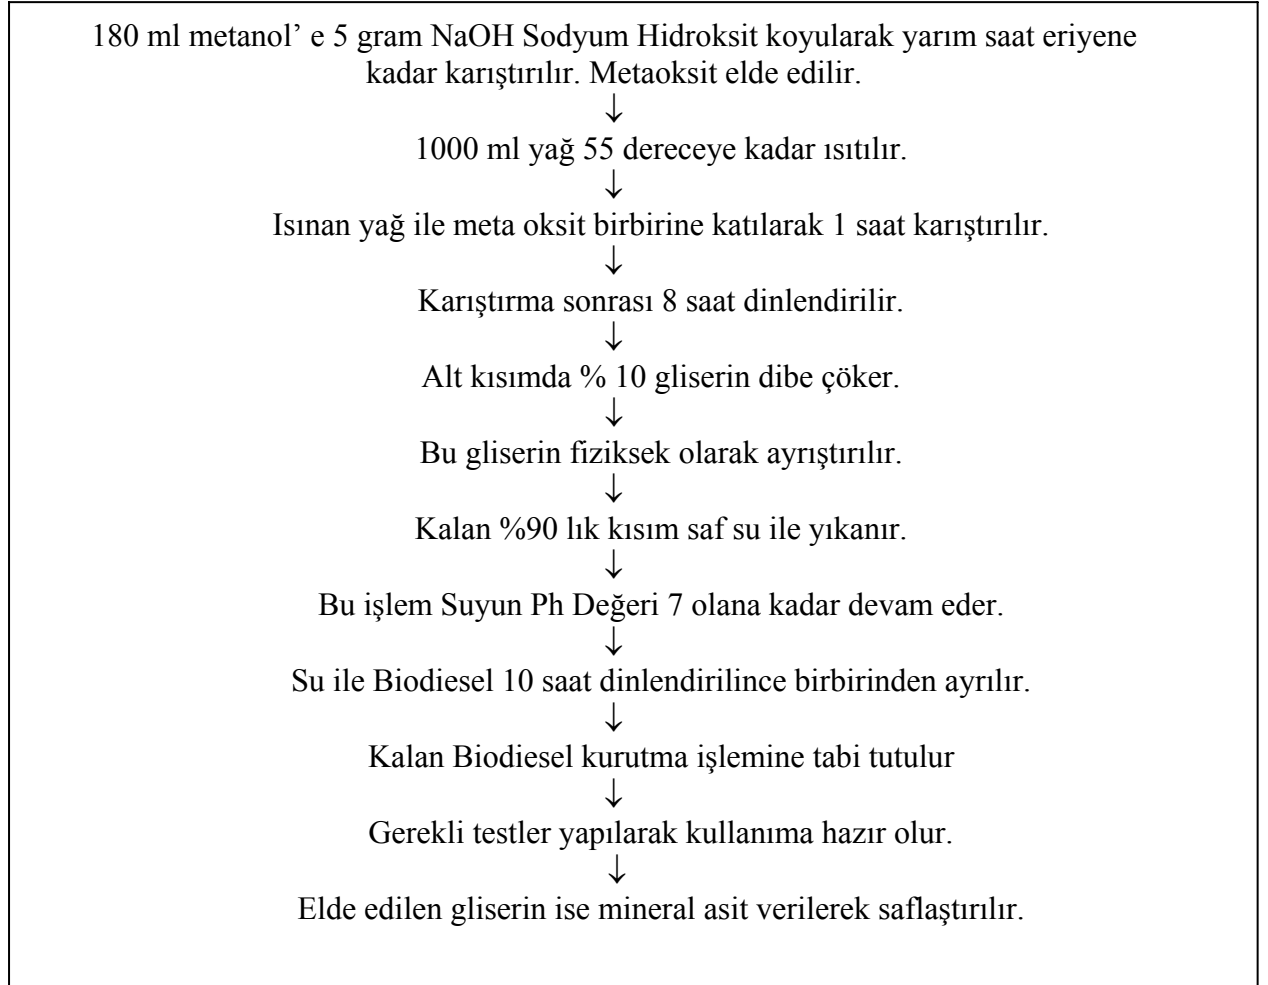 180 ml metanol’ e 5 gram NaOH Sodyum Hidroksit koyularak yarım saat eriyene
kadar karıştırılır. Metaoksit elde edilir.
↓
1000 ml yağ 55 dereceye kadar ısıtılır.
↓
Isınan yağ ile meta oksit birbirine katılarak 1 saat karıştırılır.
↓
Karıştırma sonrası 8 saat dinlendirilir.
↓
Alt kısımda % 10 gliserin dibe çöker.
↓
Bu gliserin fiziksek olarak ayrıştırılır.
↓
Kalan %90 lık kısım saf su ile yıkanır.
↓
Bu işlem Suyun Ph Değeri 7 olana kadar devam eder.
↓
Su ile Biodiesel 10 saat dinlendirilince birbirinden ayrılır.
↓
Kalan Biodiesel kurutma işlemine tabi tutulur
↓
Gerekli testler yapılarak kullanıma hazır olur.
↓
Elde edilen gliserin ise mineral asit verilerek saflaştırılır.